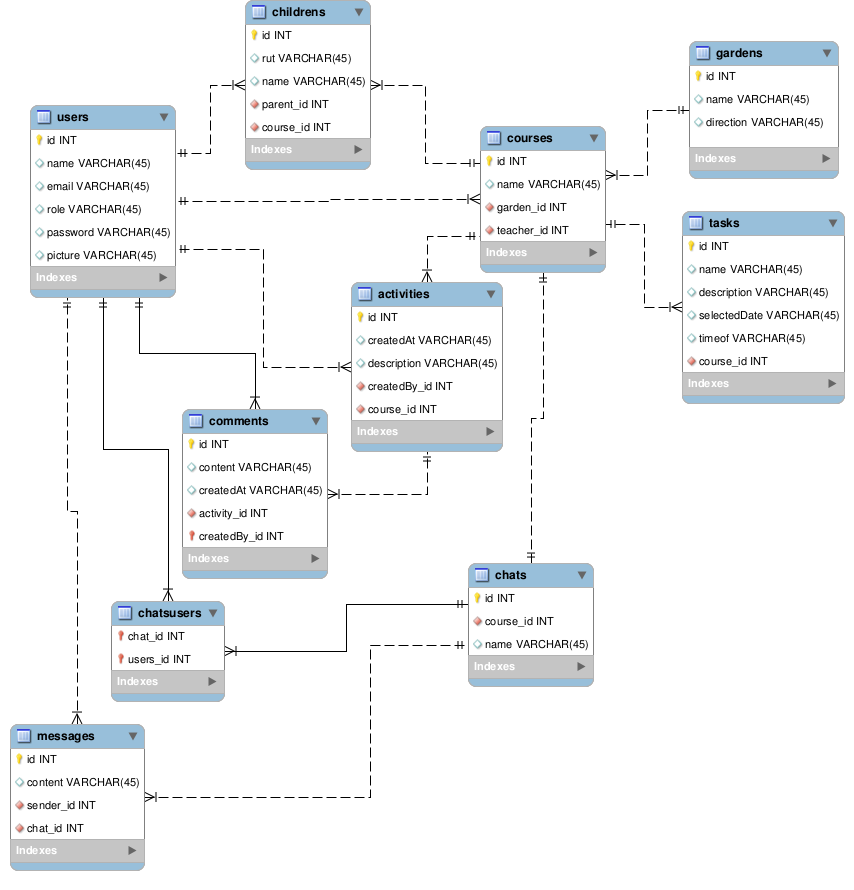 childrens
id INT
rut VARCHAR(45)
name VARCHAR(45)
parent_id INT
course_id INT
Indexes
gardens
id INT
name VARCHAR(45)
direction VARCHAR(45)
Indexes
users
id INT
name VARCHAR(45)
email VARCHAR(45)
role VARCHAR(45)
password VARCHAR(45)
picture VARCHAR(45)
Indexes
courses
id INT
name VARCHAR(45)
garden_id INT
teacher_id INT
Indexes
tasks
id INT
name VARCHAR(45)
description VARCHAR(45)
selectedDate VARCHAR(45)
timeof VARCHAR(45)
course_id INT
Indexes
activities
id INT
createdAt VARCHAR(45)
description VARCHAR(45)
createdBy_id INT
course_id INT
Indexes
comments
id INT
content VARCHAR(45)
createdAt VARCHAR(45)
activity_id INT
createdBy_id INT
Indexes
chats
id INT
course_id INT
name VARCHAR(45)
Indexes
chatsusers
chat_id INT
users_id INT
Indexes
messages
id INT
content VARCHAR(45)
sender_id INT
chat_id INT
Indexes